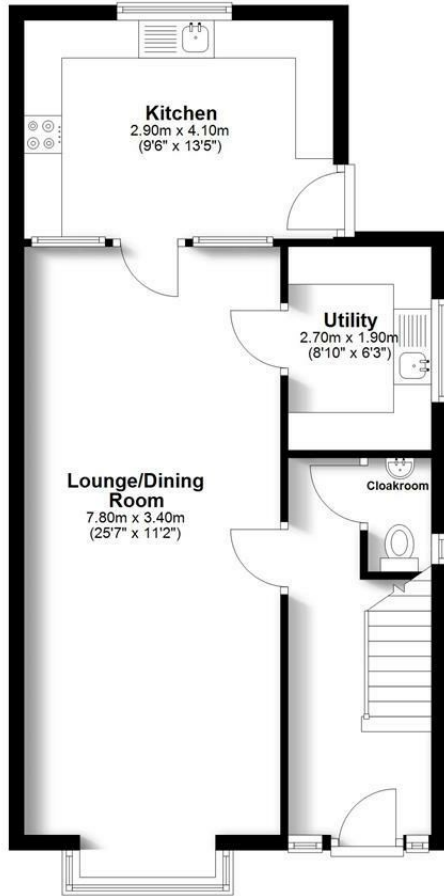 Kitchen
2.90m x 4.10m
(9'6" x 13'5")
Utility
2.70m x 1.90m
(8'10" x 6'3")
Cloakroom
Lounge/Dining
Room
7.80m x 3.40m
(25'7" x 11'2")